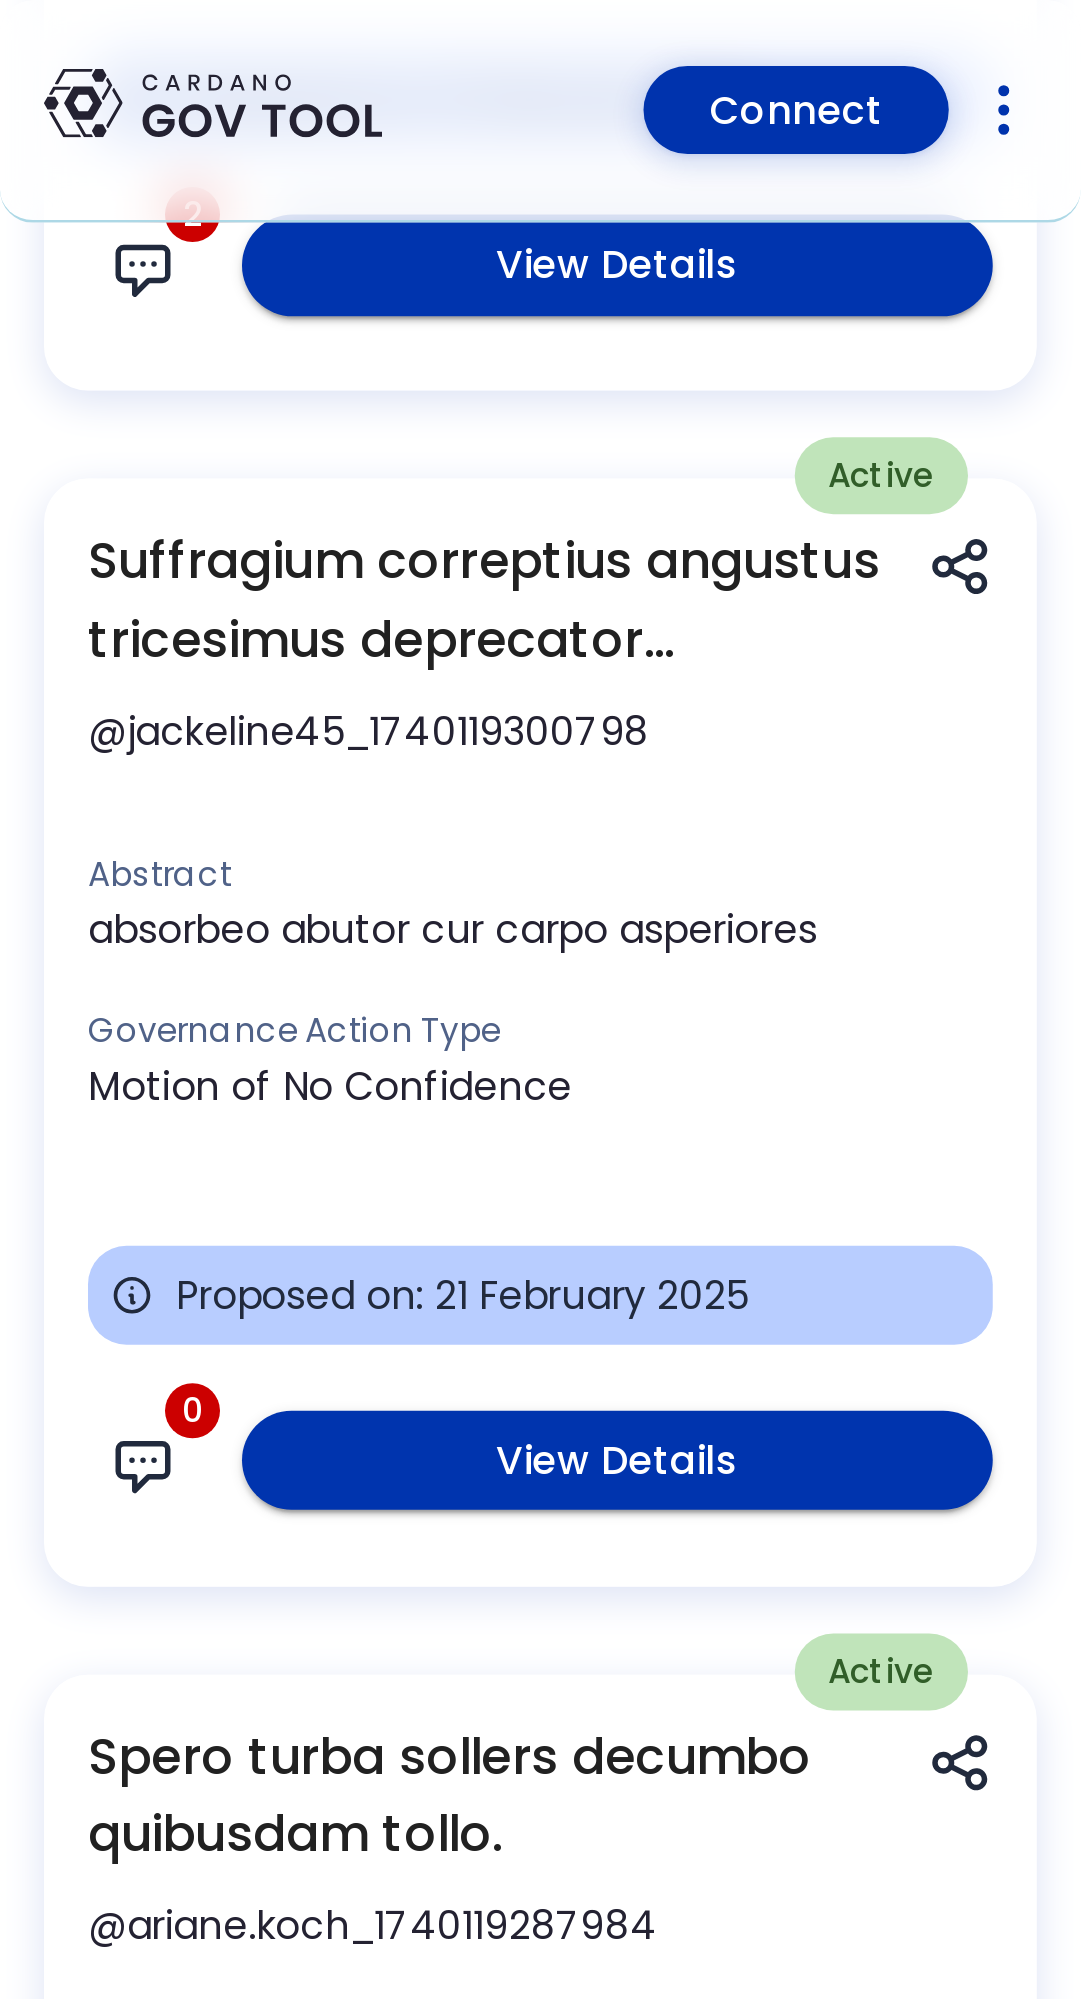 CARDANO
GOV TOOL
Connect
2
View Details
Active
Suffragium correptius angustus
tricesimus deprecator...
@jackeline45_1740119300798
Abstract
absorbeo abutor cur carpo asperiores
Governance Action Type
Motion of No Confidence
Proposed on: 21 February 2025
0
View Details
Active
Spero turba sollers decumbo
quibusdam tollo.
@ariane.koch_1740119287984